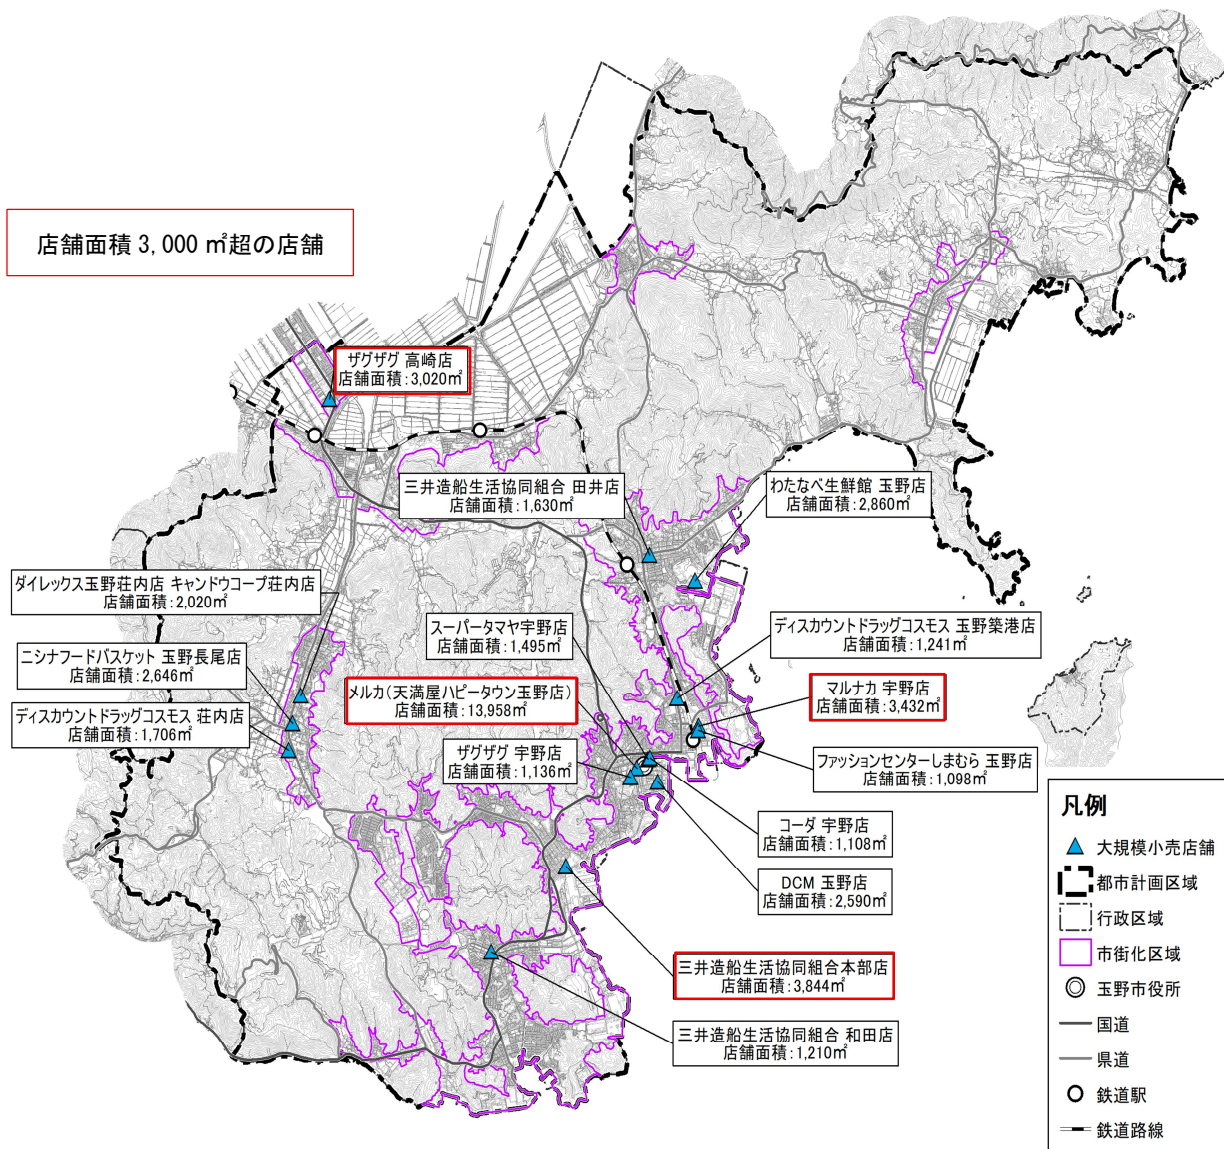 店舗面積 3,000 ㎡超の店舗
ザグザグ 高崎店
店舗面積:3,020㎡
三井造船生活協同組合 田井店
店舗面積:1,630㎡
わたなべ生鮮館 玉野店
店舗面積:2,860㎡
ダイレックス玉野荘内店 キャンドウコープ荘内店
店舗面積:2,020㎡
スーパータマヤ宇野店
店舗面積:1,495㎡
ディスカウントドラッグコスモス 玉野築港店
店舗面積:1,241㎡
ニシナフードバスケット 玉野長尾店
店舗面積:2,646㎡
メルカ(天満屋ハピータウン玉野店)
店舗面積:13,958㎡
マルナカ 宇野店
店舗面積:3,432㎡
ディスカウントドラッグコスモス 荘内店
店舗面積:1,706㎡
ザグザグ 宇野店
店舗面積:1,136㎡
ファッションセンターしまむら 玉野店
店舗面積:1,098㎡
コーダ 宇野店
店舗面積:1,108㎡
DCM 玉野店
店舗面積:2,590㎡
三井造船生活協同組合本部店
店舗面積:3,844㎡
三井造船生活協同組合 和田店
店舗面積:1,210㎡
凡例
大規模小売店舗
都市計画区域
行政区域
市街化区域
玉野市役所
国道
県道
鉄道駅
鉄道路線